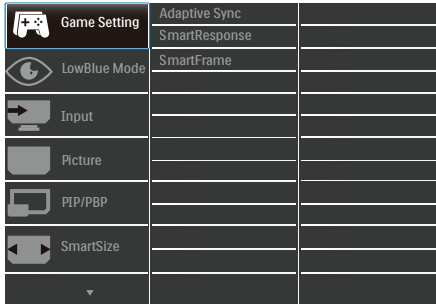 Game Setting
Adaptive Sync
SmartResponse
SmartFrame
LowBlue Mode
Input
Picture
PIP/PBP
SmartSize